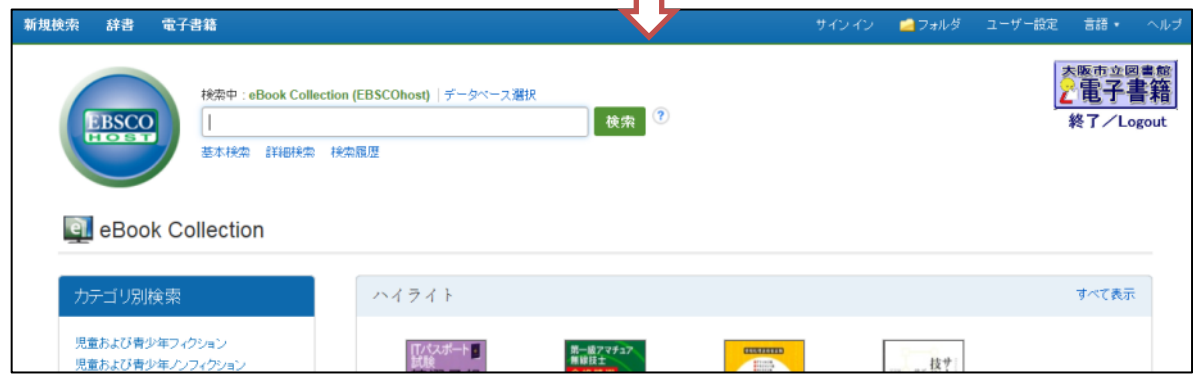 新規検索 辞書 電子書籍 サインイン フォルダ ユーザー設定 言語 ヘルプ
大阪市立図書館
電子書籍
終了／Logout
EBSCO
HOST
検索中 : eBook Collection (EBSCOhost) | データベース選択
検索 ?
基本検索 詳細検索 検索履歴
eBook Collection
カテゴリ別検索
児童および青少年フィクション
児童および青少年ノンフィクション
ハイライト すべて表示
ITパスポート
試験
第一級アマチュア
無線技士
技サ